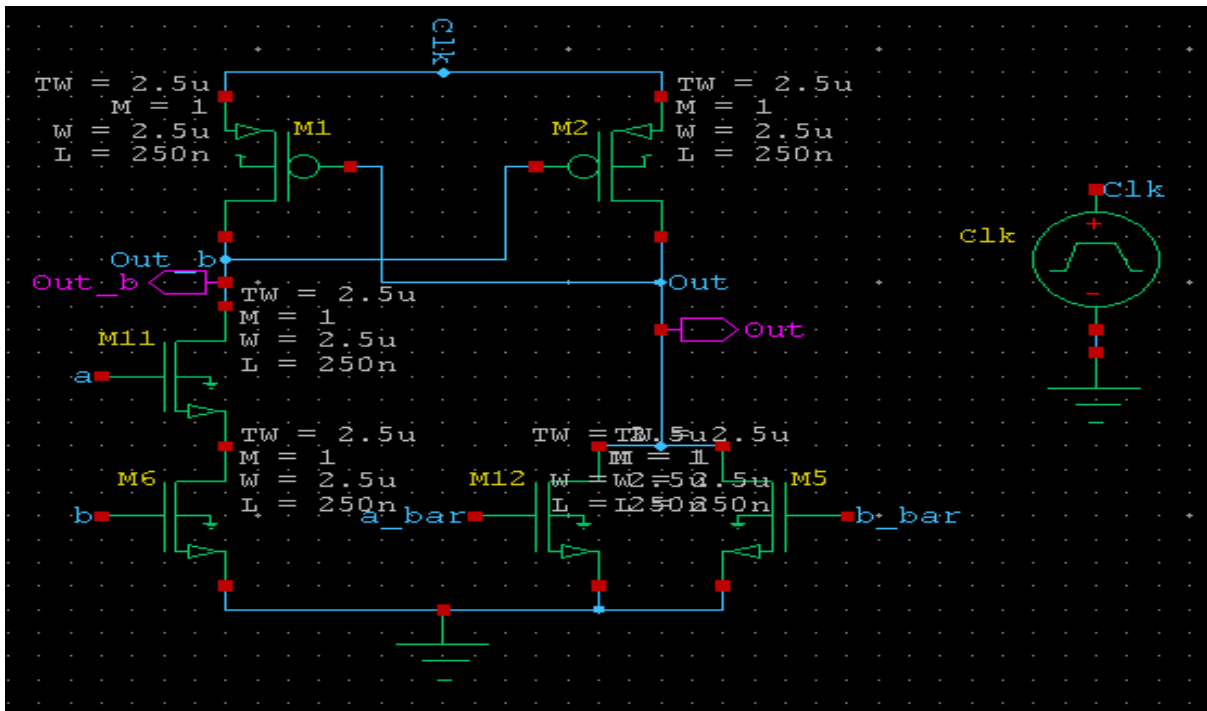 Clk
TW = 2.5u
M = 1
W = 2.5u
L = 250n
M1
M2
TW = 2.5u
M = 1
W = 2.5u
L = 250n
Clk
Clk
+
-
Out_b
Out_b
Out
Out
TW = 2.5u
M = 1
W = 2.5u
L = 250n
M11
a
TW = 2.5u
M = 1
W = 2.5u
L = 250n
M6
b
M12
a_bar
M5
b_bar